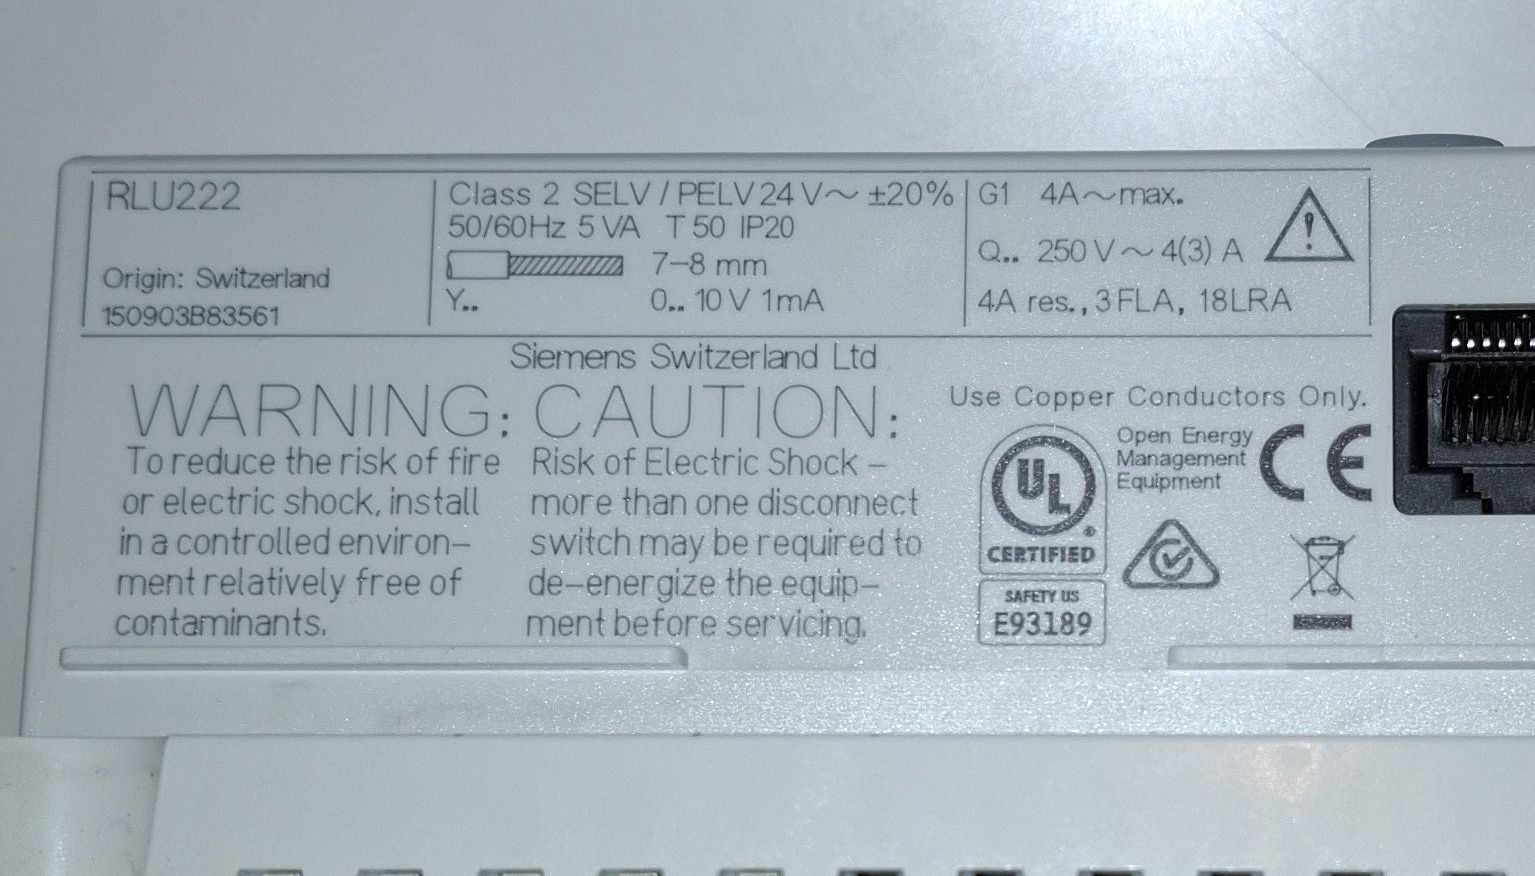 RLU222
Origin: Switzerland
150903B83561
Class 2 SELV / PELV 24 V~ ±20%
50/60Hz 5 VA T 50 IP20
7-8 mm
Y.. 0.. 10 V 1mA
G1 4A~max.
Q.. 250 V~ 4(3) A
4A res., 3 FLA, 18LRA
Siemens Switzerland Ltd
WARNING:
To reduce the risk of fire
or electric shock, install
in a controlled environ-
ment relatively free of
contaminants.
CAUTION:
Risk of Electric Shock -
more than one disconnect
switch may be required to
de-energize the equip-
ment before servicing.
Use Copper Conductors Only.
UL
®
CERTIFIED
SAFETY US
E93189
Open Energy
Management
Equipment
CE